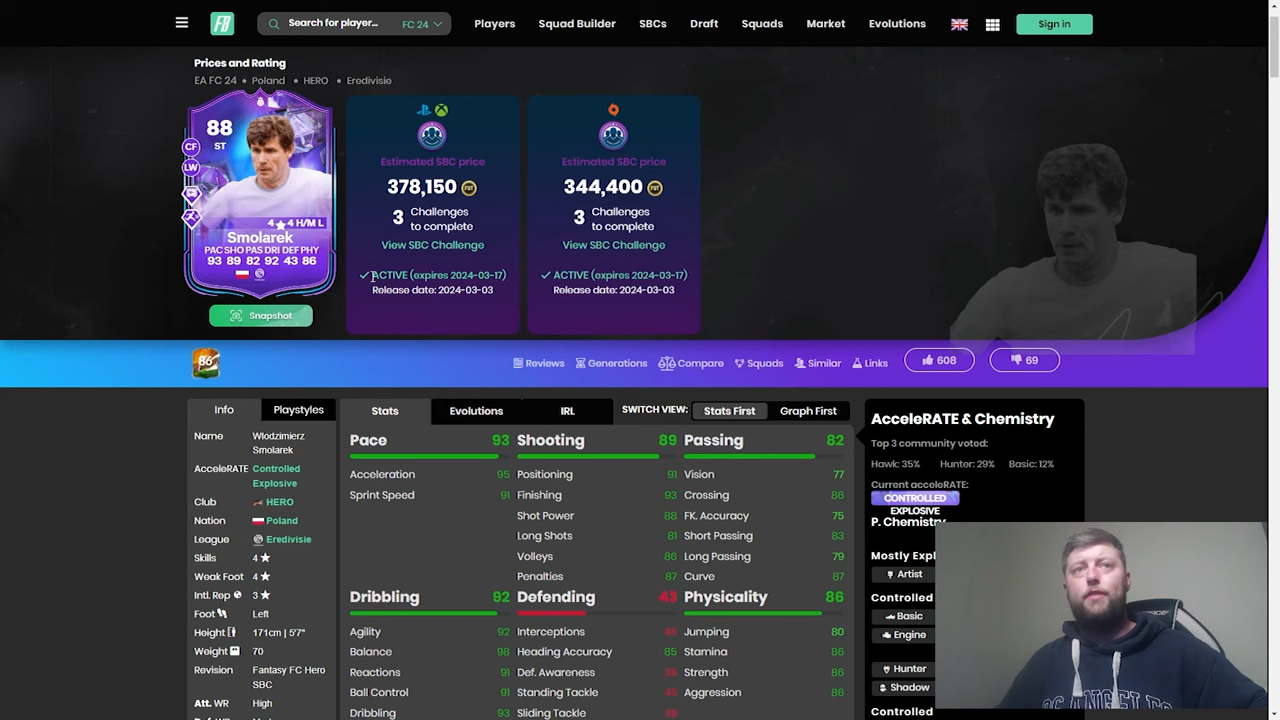 Search for player... FC 24
Players
Squad Builder
SBCs
Draft
Squads
Market
Evolutions
Sign in
Prices and Rating
EA FC 24 • Poland • HERO • Eredivisie
88
ST
CF
LW
4★4 H/M L
Smolarek
PAC SHO PAS DRI DEF PHY
93 89 82 92 43 86
Snapshot
Estimated SBC price
378,150
3 Challenges
to complete
View SBC Challenge
ACTIVE (expires 2024-03-17)
Release date: 2024-03-03
Estimated SBC price
344,400
3 Challenges
to complete
View SBC Challenge
ACTIVE (expires 2024-03-17)
Release date: 2024-03-03
86
Reviews
Generations
Compare
Squads
Similar
Links
608
69
Info
Playstyles
Name Wlodzimierz
Smolarek
AcceleRATE Controlled
Explosive
Club HERO
Nation Poland
League Eredivisie
Skills 4 ★
Weak Foot 4 ★
Intl. Rep 3 ★
Foot Left
Height 171cm | 5'7"
Weight 70
Revision Fantasy FC Hero
SBC
Att. WR High
Stats
Evolutions
IRL
SWITCH VIEW:
Stats First
Graph First
Pace 93
Acceleration 95
Sprint Speed 91
Shooting 89
Positioning 91
Finishing 93
Shot Power 88
Long Shots 81
Volleys 86
Penalties 87
Passing 82
Vision 77
Crossing 86
FK. Accuracy 75
Short Passing 83
Long Passing 79
Curve 87
Dribbling 92
Agility 92
Balance 98
Reactions 91
Ball Control 91
Dribbling 93
Defending 43
Interceptions
Heading Accuracy 85
Def. Awareness
Standing Tackle
Sliding Tackle
Physicality 86
Jumping 80
Stamina 86
Strength 86
Aggression 86
AcceleRATE & Chemistry
Top 3 community voted:
Hawk: 35% Hunter: 29% Basic: 12%
Current acceleRATE:
CONTROLLED
EXPLOSIVE
P. Chemistry
Mostly Expl
Artist
Controlled
Basic
Engine
Hunter
Shadow
Controlled